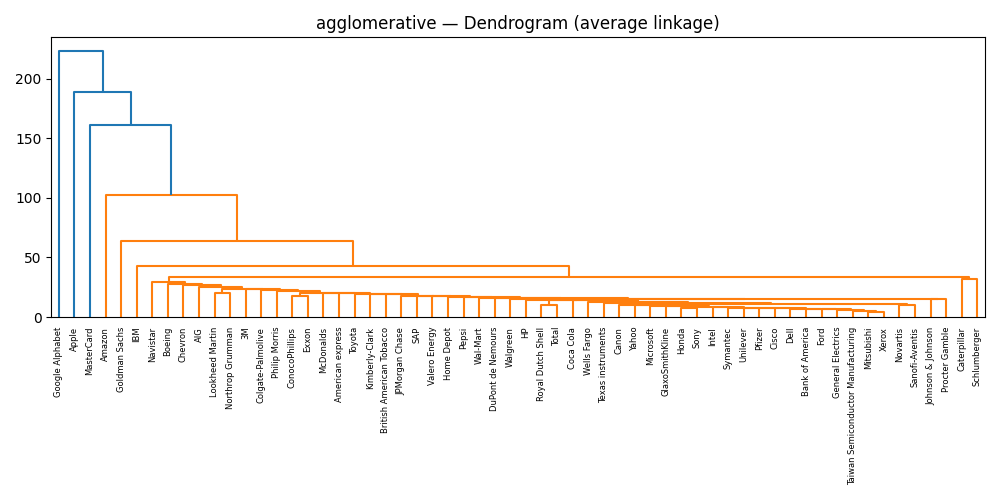 agglomerative — Dendrogram (average linkage)
200
150
100
50
0
Google Alphabet
Apple
MasterCard
Amazon
Goldman Sachs
IBM
Navistar
Boeing
Chevron
AIG
Lookheed Martin
Northrop Grumman
3M
Colgate-Palmolive
Philip Morris
ConocoPhillips
Exxon
McDonalds
American express
Toyota
Kimberly-Clark
British American Tobacco
JPMorgan Chase
SAP
Valero Energy
Home Depot
Pepsi
Wal-Mart
DuPont de Nemours
Walgreen
HP
Royal Dutch Shell
Total
Coca Cola
Wells Fargo
Texas instruments
Canon
Yahoo
Microsoft
GlaxoSmithKline
Honda
Sony
Intel
Symantec
Unilever
Pfizer
Cisco
Dell
Bank of America
Ford
General Electrics
Taiwan Semiconductor Manufacturing
Mitsubishi
Xerox
Novartis
Sanofi-Aventis
Johnson & Johnson
Procter Gamble
Caterpillar
Schlumberger